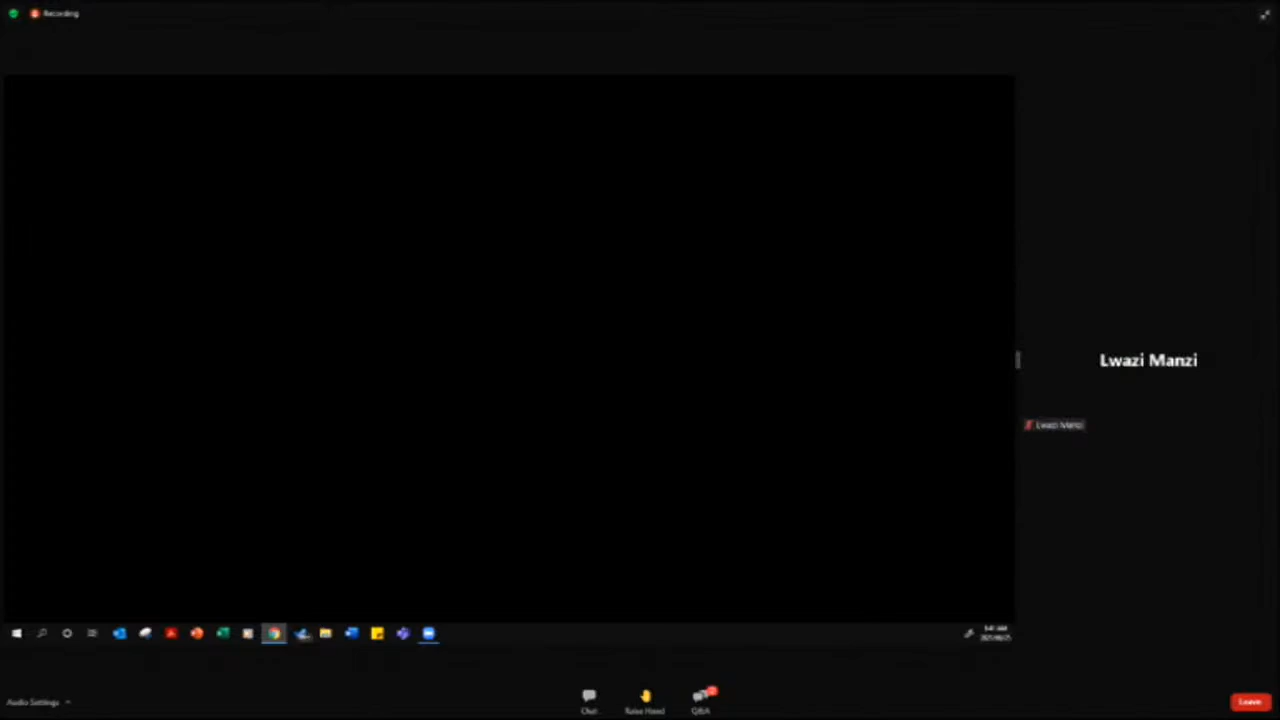 Recording
Lwazi Manzi
Lwazi Manzi
Audio Settings
Chat
Raise Hand
Q&A
Leave